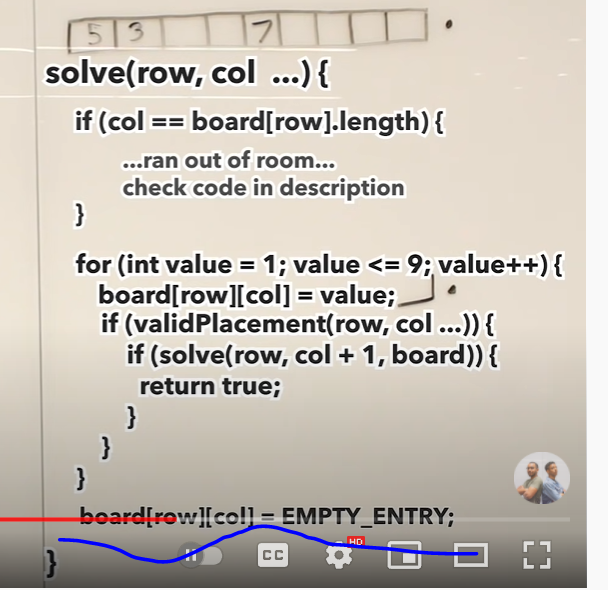 5 3 7
solve(row, col ...) {
if (col == board[row].length) {
...ran out of room...
check code in description
}
for (int value = 1; value <= 9; value++) {
board[row][col] = value;
if (validPlacement(row, col ...)) {
if (solve(row, col + 1, board)) {
return true;
}
}
}
board[row][col] = EMPTY_ENTRY;
}
CC HD